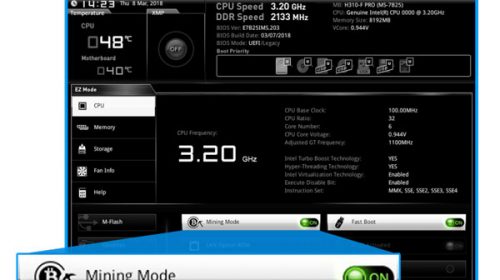 14:23 Thu 8 Mar, 2018
CPU Speed 3.20 GHz
DDR Speed 2133 MHz
MB: H310-F PRO (MS-7B25)
CPU: Genuine Intel(R) CPU 0000 @ 3.20GHz
Memory Size: 8192MB
VCore: 0.944V
BIOS Ver: E7B25IMS.203
BIOS Build Date: 03/07/2018
BIOS Mode: UEFI/Legacy
Boot Priority
Temperature
XMP
CPU
48°C
OFF
Motherboard
40°C
EZ Mode
CPU
Memory
Storage
Fan Info
Help
CPU Frequency:
3.20 GHz
CPU Base Clock: 100.00MHz
CPU Ratio: 32
Core Number: 6
CPU Core Voltage: 0.944V
Adjusted GT Frequency: 1100MHz
Intel Turbo Boost Technology: YES
Hyper-Threading Technology: YES
Intel Virtualization Technology: Enabled
Execute Disable Bit: Enabled
Instruction Set: MMX, SSE, SSE2, SSE3, SSE4
M-Flash
Mining Mode ON
Fast Boot ON
Mining Mode ON